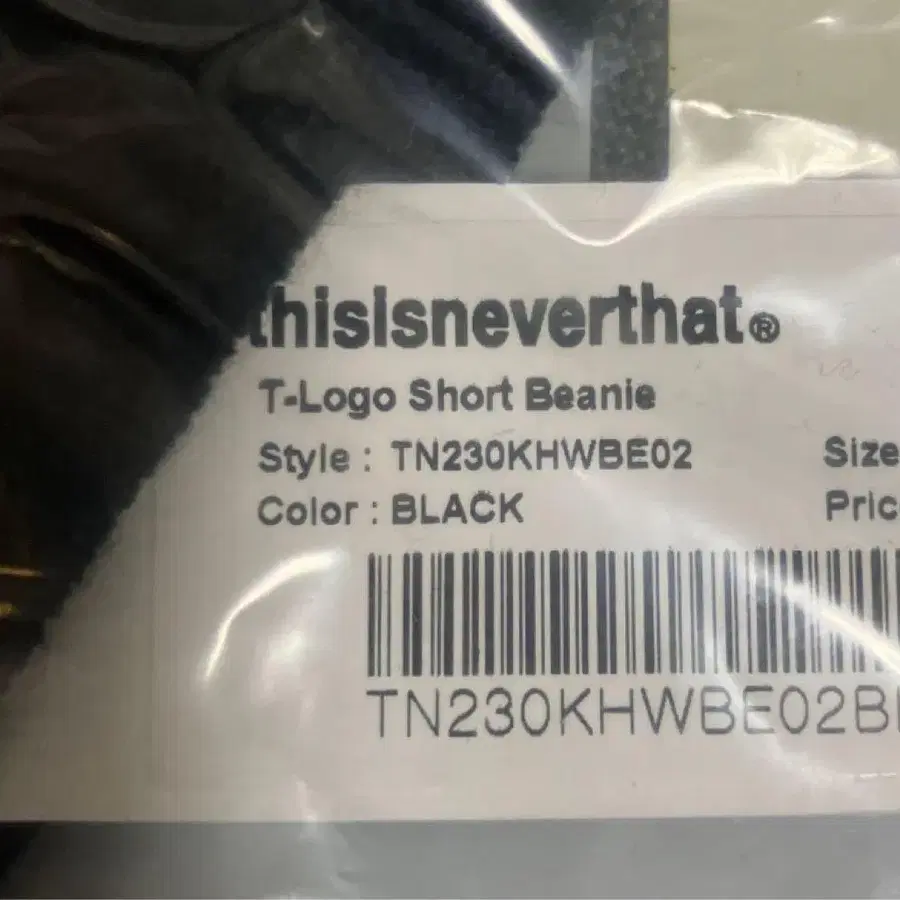 thisisneverthat®
T-Logo Short Beanie
Style : TN230KHWBE02 Size
Color : BLACK Pric
TN230KHWBE02B